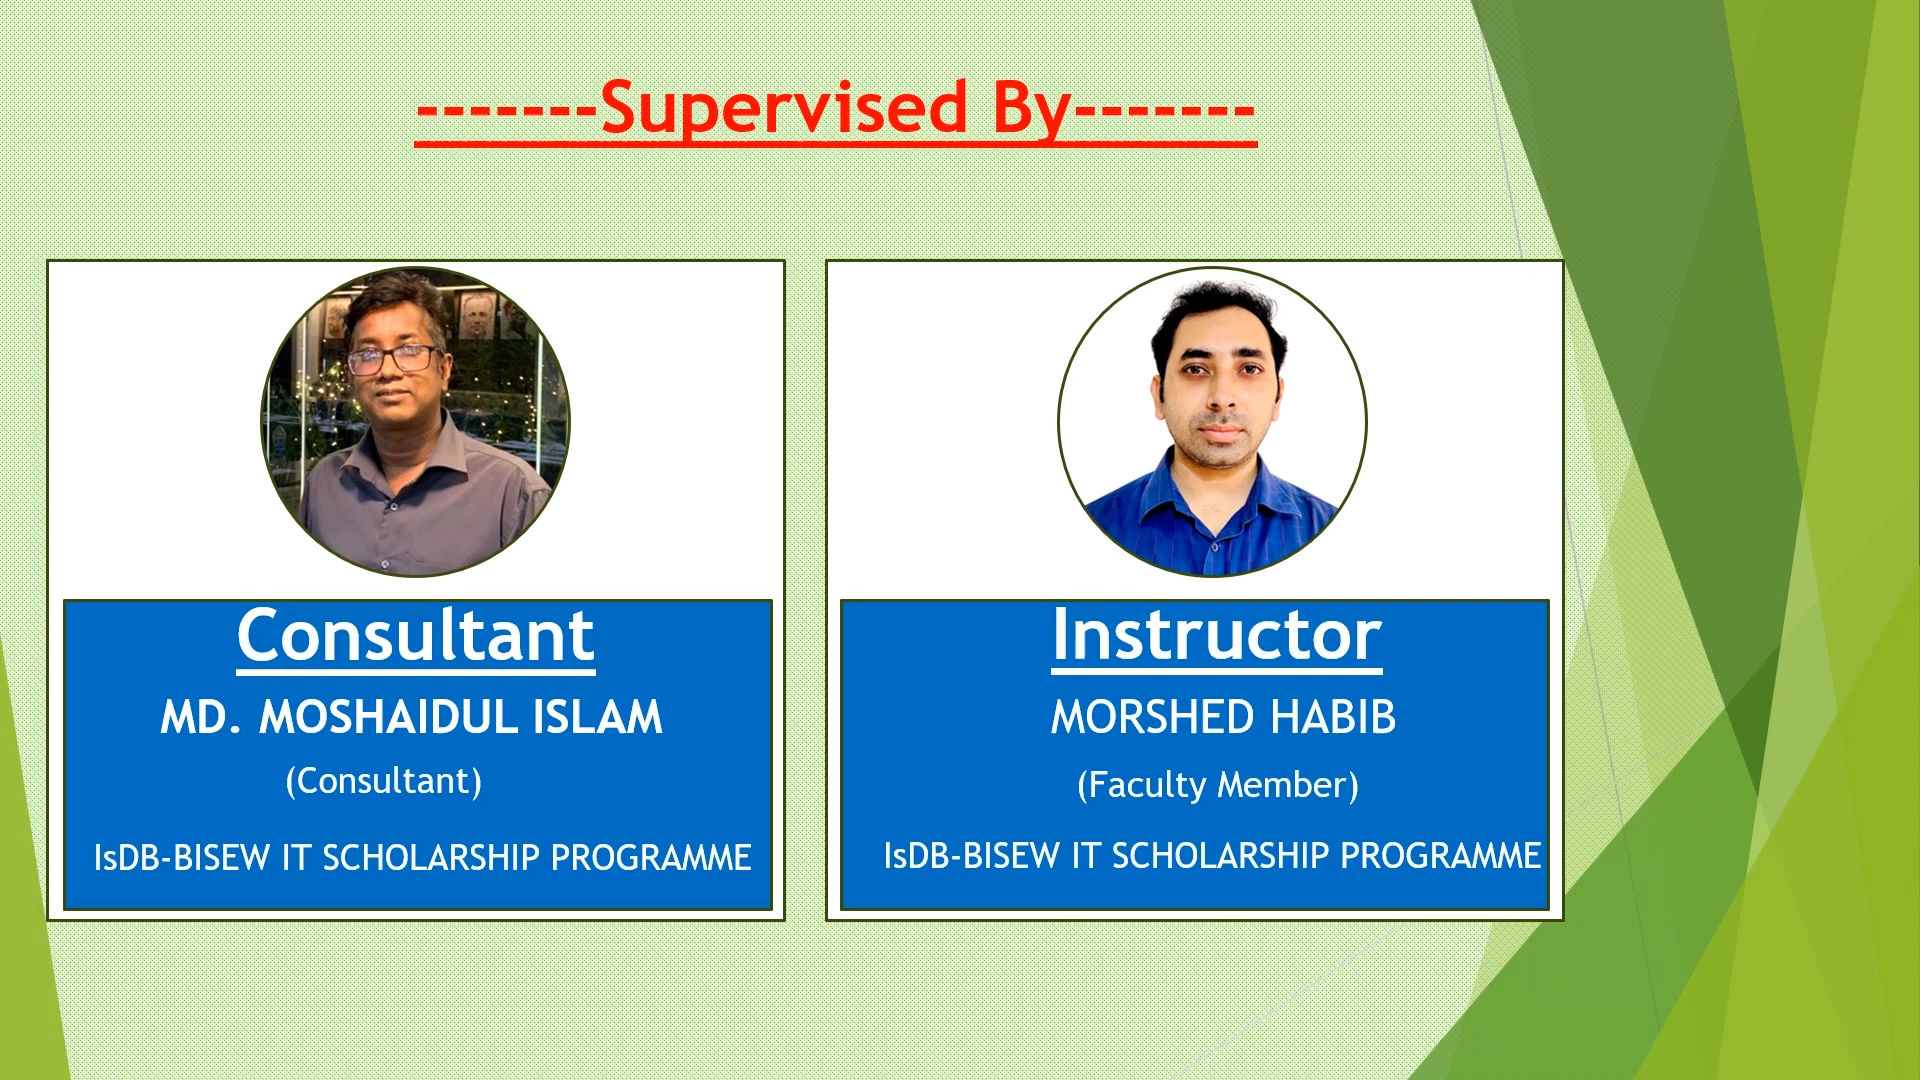 -------Supervised By-------
Consultant
MD. MOSHAIDUL ISLAM
(Consultant)
IsDB-BISEW IT SCHOLARSHIP PROGRAMME
Instructor
MORSHED HABIB
(Faculty Member)
IsDB-BISEW IT SCHOLARSHIP PROGRAMME